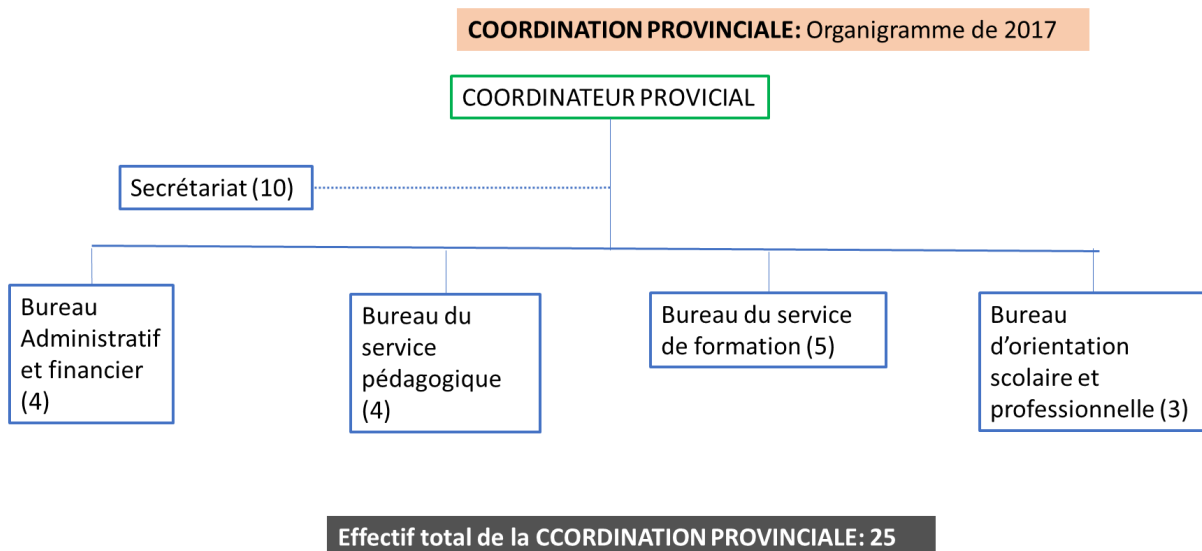 COORDINATION PROVINCIALE: Organigramme de 2017
COORDINATEUR PROVICIAL
Secrétariat (10)
Bureau
Administratif
et financier
(4)
Bureau du
service
pédagogique
(4)
Bureau du service
de formation (5)
Bureau
d’orientation
scolaire et
professionnelle (3)
Effectif total de la CCORDINATION PROVINCIALE: 25